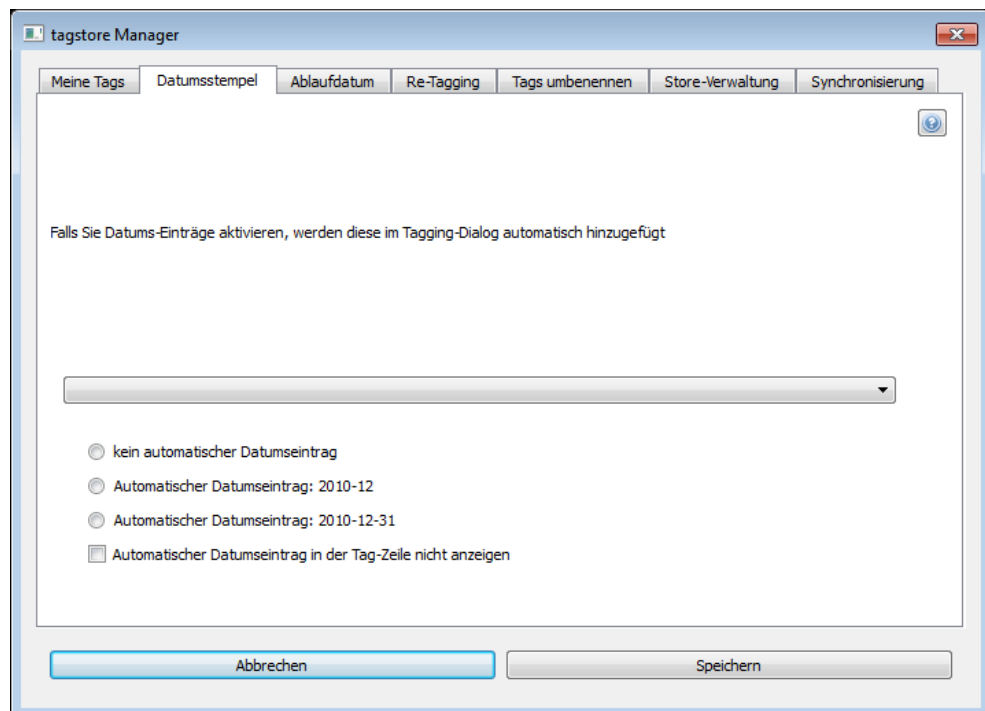 tagstore Manager
Meine Tags Datumsstempel Ablaufdatum Re-Tagging Tags umbenennen Store-Verwaltung Synchronisierung
Falls Sie Datums-Einträge aktivieren, werden diese im Tagging-Dialog automatisch hinzugefügt
kein automatischer Datumseintrag
Automatischer Datumseintrag: 2010-12
Automatischer Datumseintrag: 2010-12-31
Automatischer Datumseintrag in der Tag-Zeile nicht anzeigen
Abbrechen Speichern